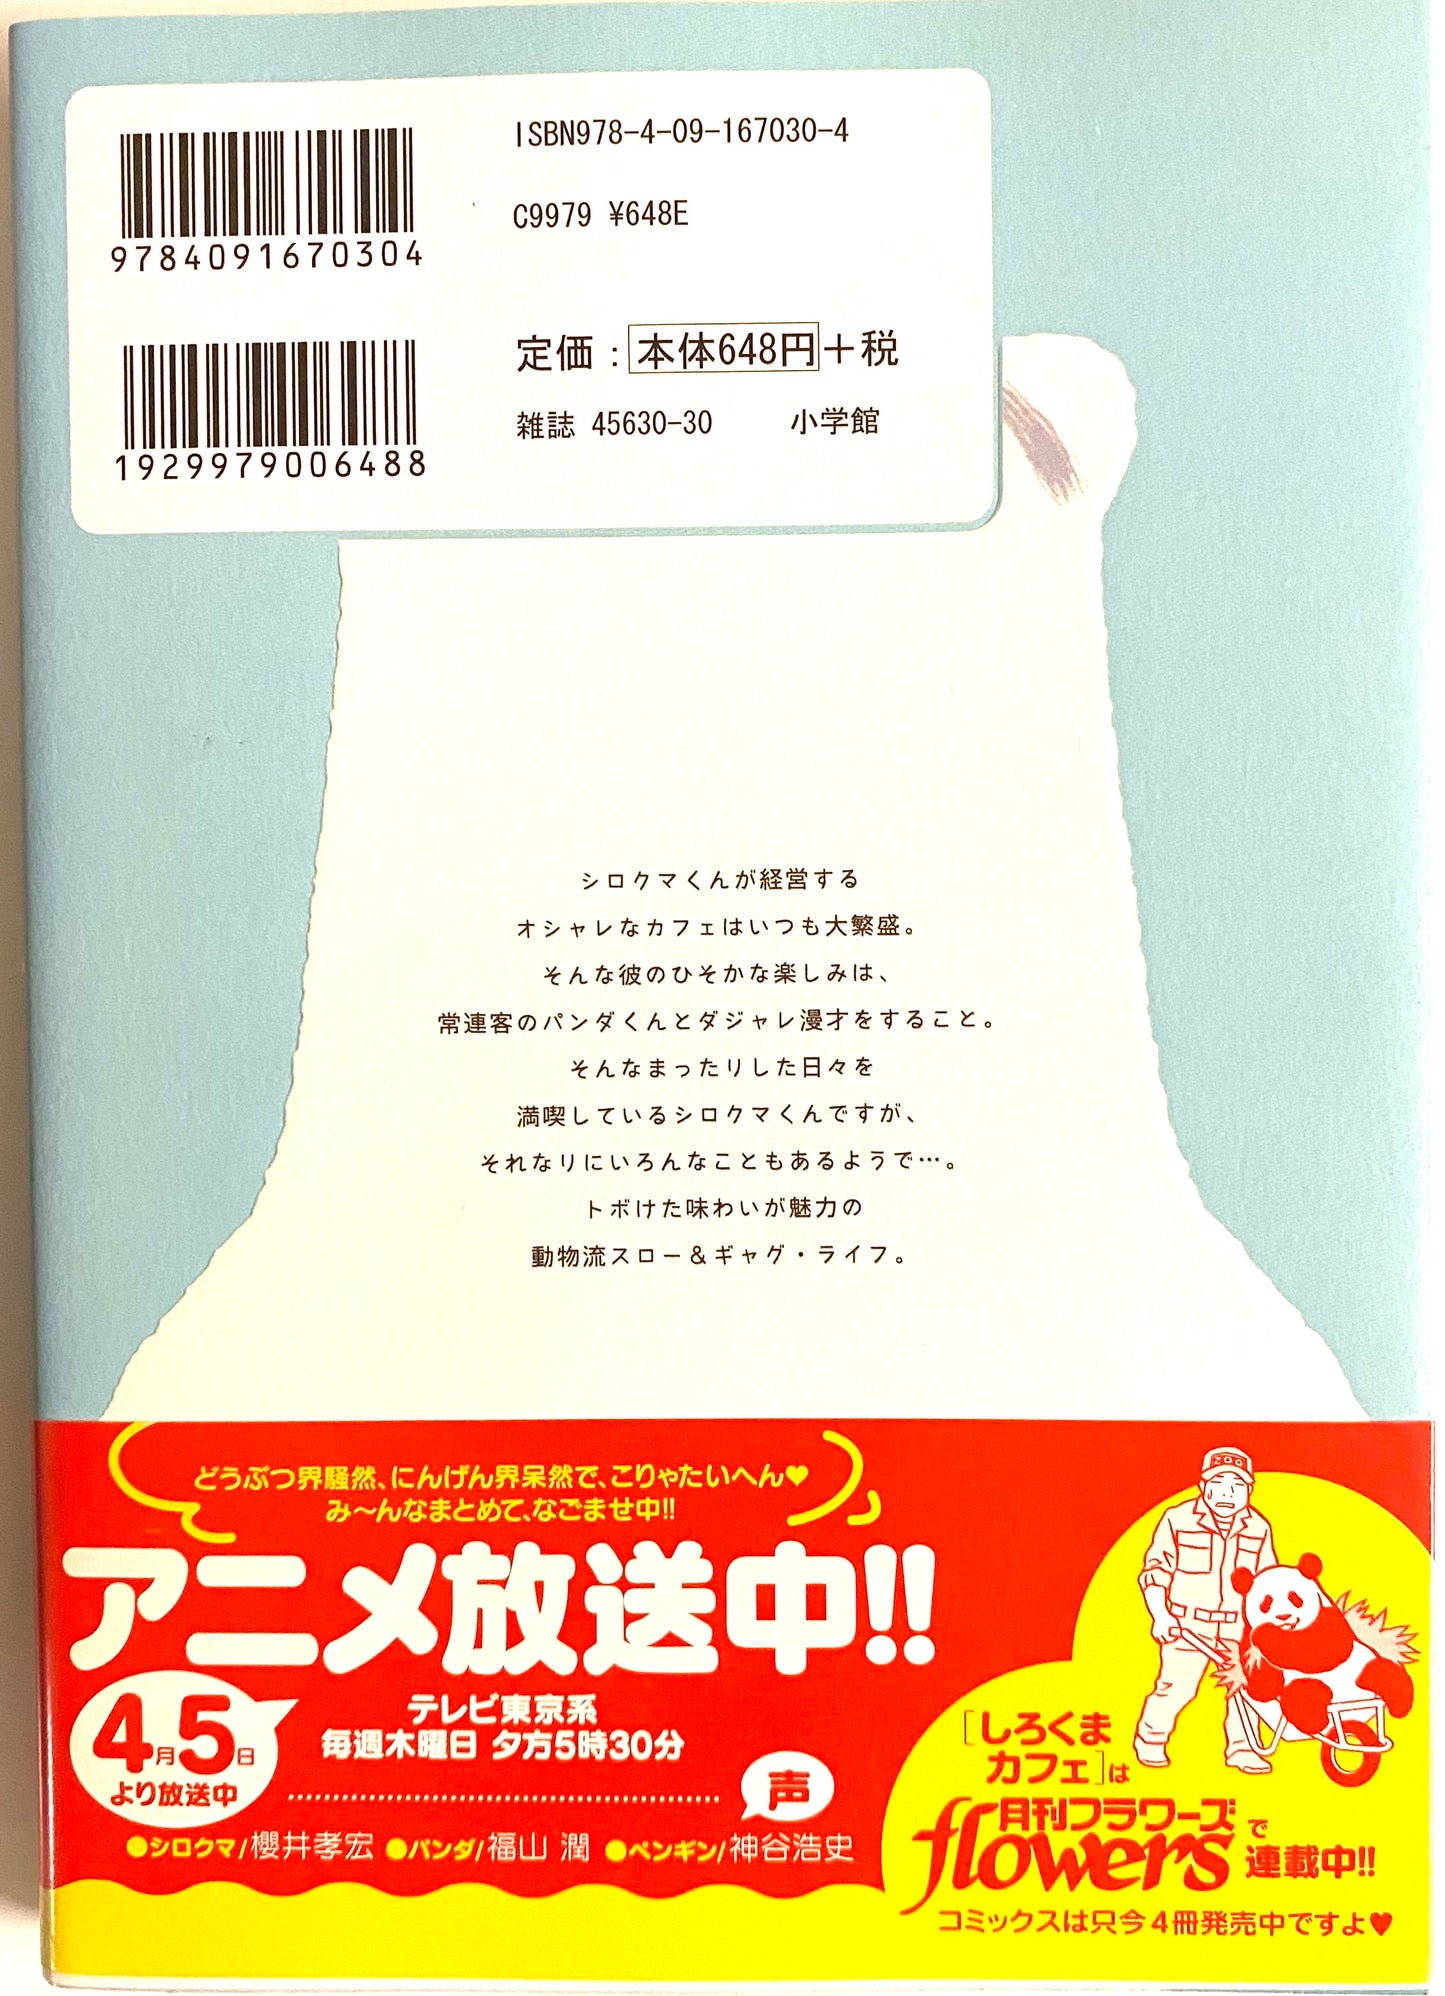 ISBN978-4-09-167030-4
9784091670304
C9979 ¥648E
定価：本体648円＋税
雑誌 45630-30 小学館
1929979006488
シロクマくんが経営する
オシャレなカフェはいつも大繁盛。
そんな彼のひそかな楽しみは、
常連客のパンダくんとダジャレ漫才をすること。
そんなまったりした日々を
満喫しているシロクマくんですが、
それなりにいろんなこともあるようで…。
トボけた味わいが魅力の
動物流スロー＆ギャグ・ライフ。
どうぶつ界騒然、にんげん界呆然で、こりゃたいへん♥
み〜んなまとめて、なごませ中!!
アニメ放送中!!
4月5日
より放送中
テレビ東京系
毎週木曜日 夕方5時30分
声
●シロクマ/櫻井孝宏 ●パンダ/福山 潤 ●ペンギン/神谷浩史
ZOO
［しろくま
カフェ］は
月刊フラワーズ
flowersで
連載中!!
コミックスは只今4冊発売中ですよ♥